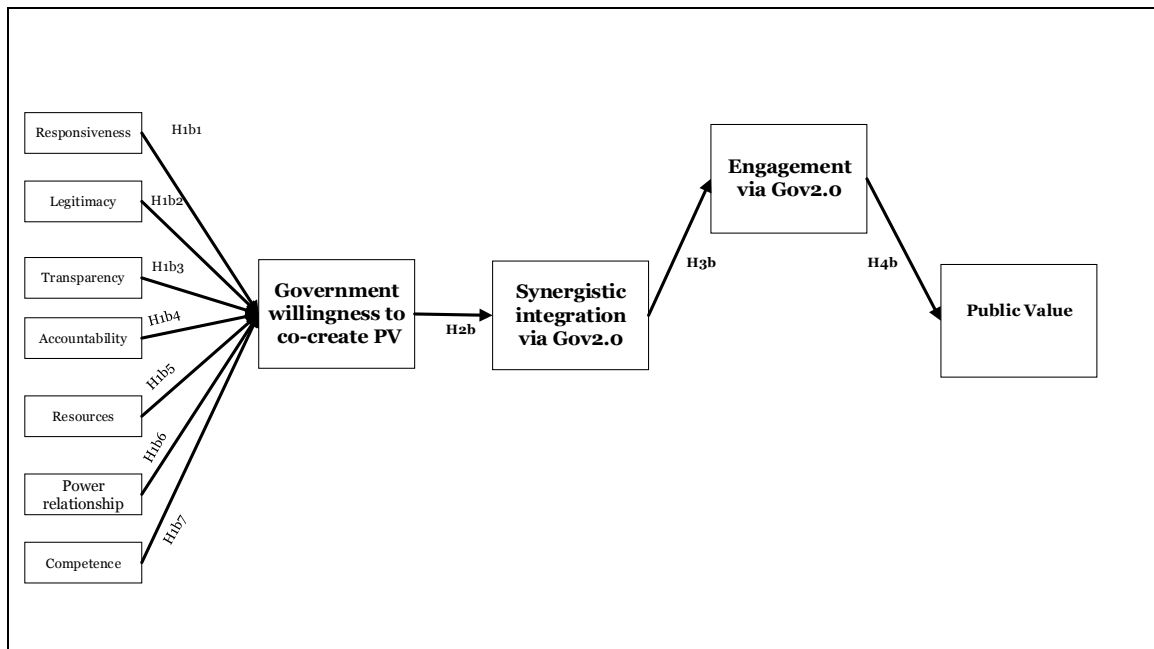 Responsiveness
H1b1
Legitimacy
H1b2
Transparency
H1b3
Accountability
H1b4
Resources
H1b5
Power
relationship
H1b6
Competence
H1b7
Government
willingness to
co-create PV
H2b
Synergistic
integration
via Gov2.0
H3b
Engagement
via Gov2.0
H4b
Public Value